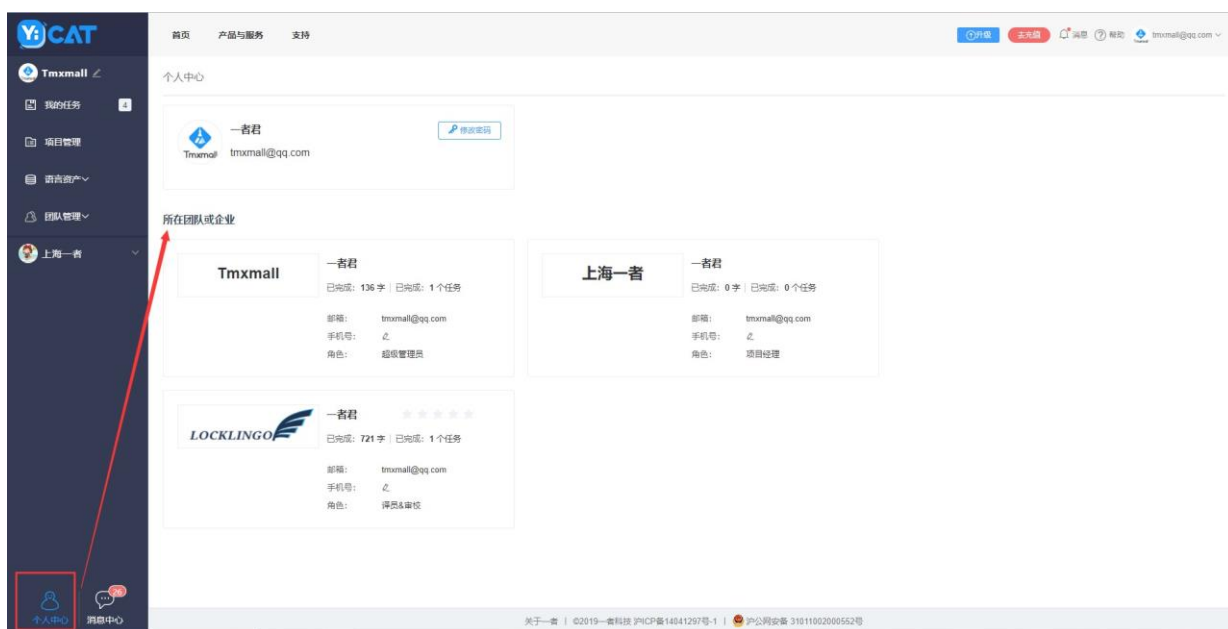 YiCAT
首页 产品与服务 支持
升级 去充值 消息 ? 帮助 tmxmall@qq.com
Tmxmall
我的任务 4
项目管理
语言资产
团队管理
上海一者
个人中心
Tmxmall
一者君
修改密码
tmxmall@qq.com
所在团队或企业
Tmxmall
一者君
已完成: 136 字 | 已完成: 1 个任务
邮箱: tmxmall@qq.com
手机号:
角色: 超级管理员
上海一者
一者君
已完成: 0 字 | 已完成: 0 个任务
邮箱: tmxmall@qq.com
手机号:
角色: 项目经理
LOCKLINGO
一者君
已完成: 721 字 | 已完成: 1 个任务
邮箱: tmxmall@qq.com
手机号:
角色: 译员&审校
个人中心
26
消息中心
关于一者 | ©2019一者科技 沪ICP备14041297号-1 | 沪公网安备 31011002000552号